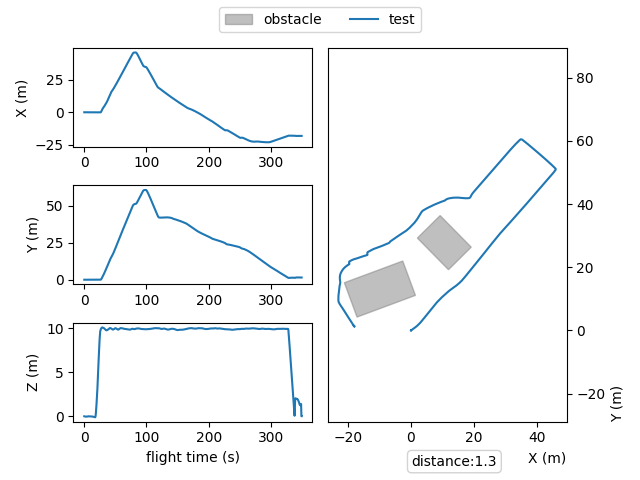 obstacle test
X (m)
25
0
−25
0 100 200 300
Y (m)
50
25
0
0 100 200 300
Z (m)
10
5
0
0 100 200 300
flight time (s)
80
60
40
20
0
−20
Y (m)
−20 0 20 40
distance:1.3
X (m)